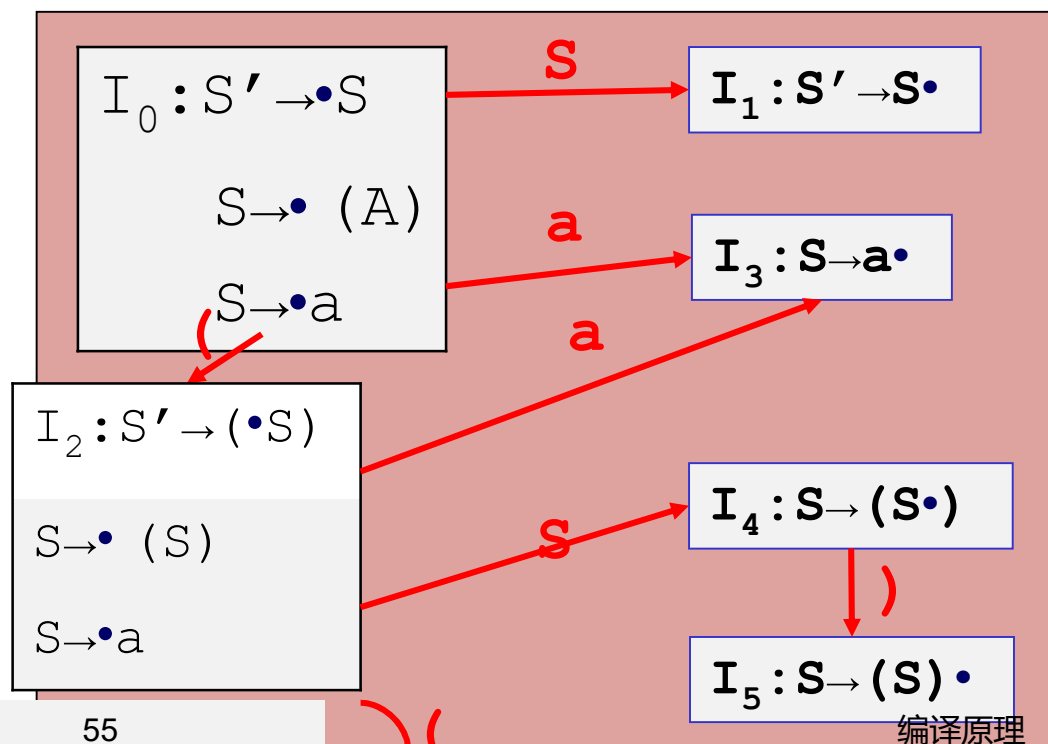 I₀:S′→•S
S→• (A)
S→•a
S
I₁:S′→S•
a
I₃:S→a•
(
a
I₂:S′→(•S)
S→• (S)
S→•a
S
I₄:S→(S•)
)
I₅:S→(S)•
(
55
编译原理